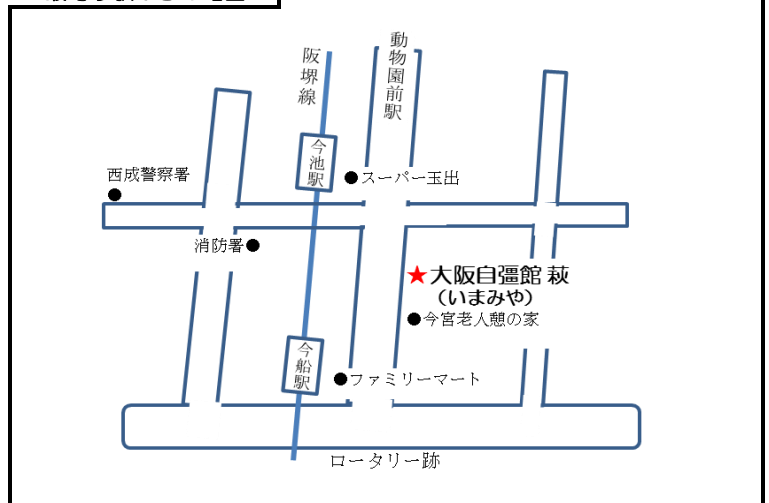 動物園前駅
阪堺線
今池駅
西成警察署
スーパー玉出
消防署
★大阪自彊館 萩
（いまみや）
今宮老人憩の家
今船駅
ファミリーマート
ロータリー跡